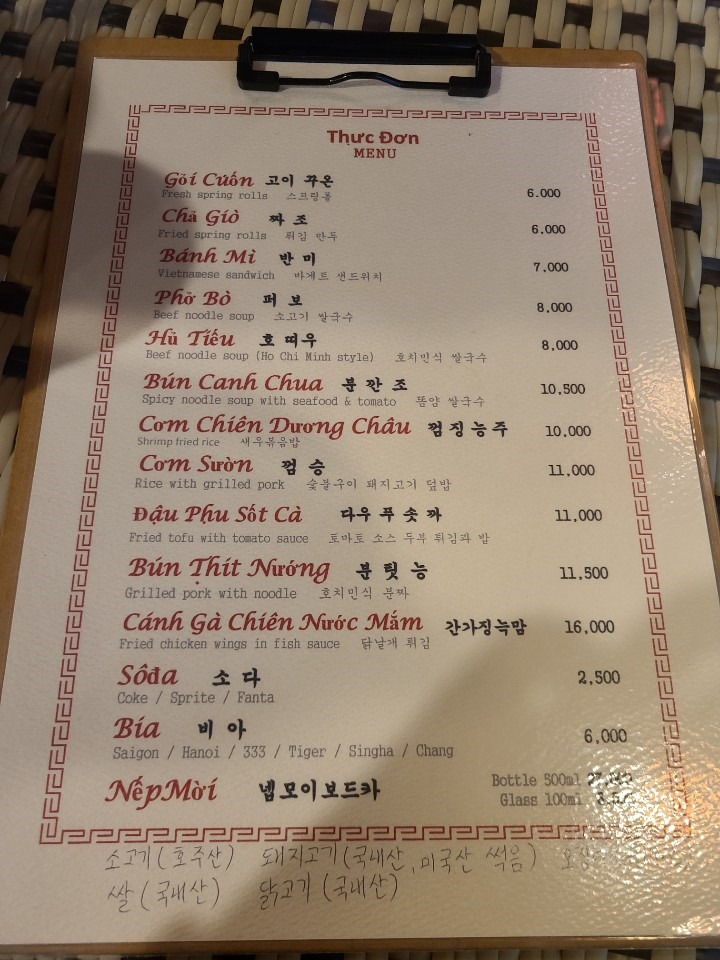 Thực Đơn
MENU
Gỏi Cuốn 고이 꾸온 6.000
Fresh spring rolls 스프링롤
Chả Giò 짜 조 6.000
Fried spring rolls 튀김 만두
Bánh Mì 반 미 7,000
Vietnamese sandwich 바게트 샌드위치
Phở Bò 퍼 보 8,000
Beef noodle soup 소고기 쌀국수
Hủ Tiếu 호 띠우 8,000
Beef noodle soup (Ho Chi Minh style) 호치민식 쌀국수
Bún Canh Chua 분 깐 조 10,500
Spicy noodle soup with seafood & tomato 똠얌 쌀국수
Cơm Chiên Dương Châu 껌 징 능 주 10,000
Shrimp fried rice 새우볶음밥
Cơm Sườn 껌 승 11,000
Rice with grilled pork 숯불구이 돼지고기 덮밥
Đậu Phu Sốt Cà 다우 푸 솟 까 11,000
Fried tofu with tomato sauce 토마토 소스 두부 튀김과 밥
Bún Thịt Nướng 분 팃 능 11,500
Grilled pork with noodle 호치민식 분짜
Cánh Gà Chiên Nước Mắm 간가징늑맘 16,000
Fried chicken wings in fish sauce 닭날개 튀김
Sôđa 소 다 2,500
Coke / Sprite / Fanta
Bia 비 아 6,000
Saigon / Hanoi / 333 / Tiger / Singha / Chang
Nếp Mời 넵모이보드카 Bottle 500ml
Glass 100ml
소고기 (호주산) 돼지고기 (국내산, 미국산 썩음)
쌀 (국내산) 닭고기 (국내산)